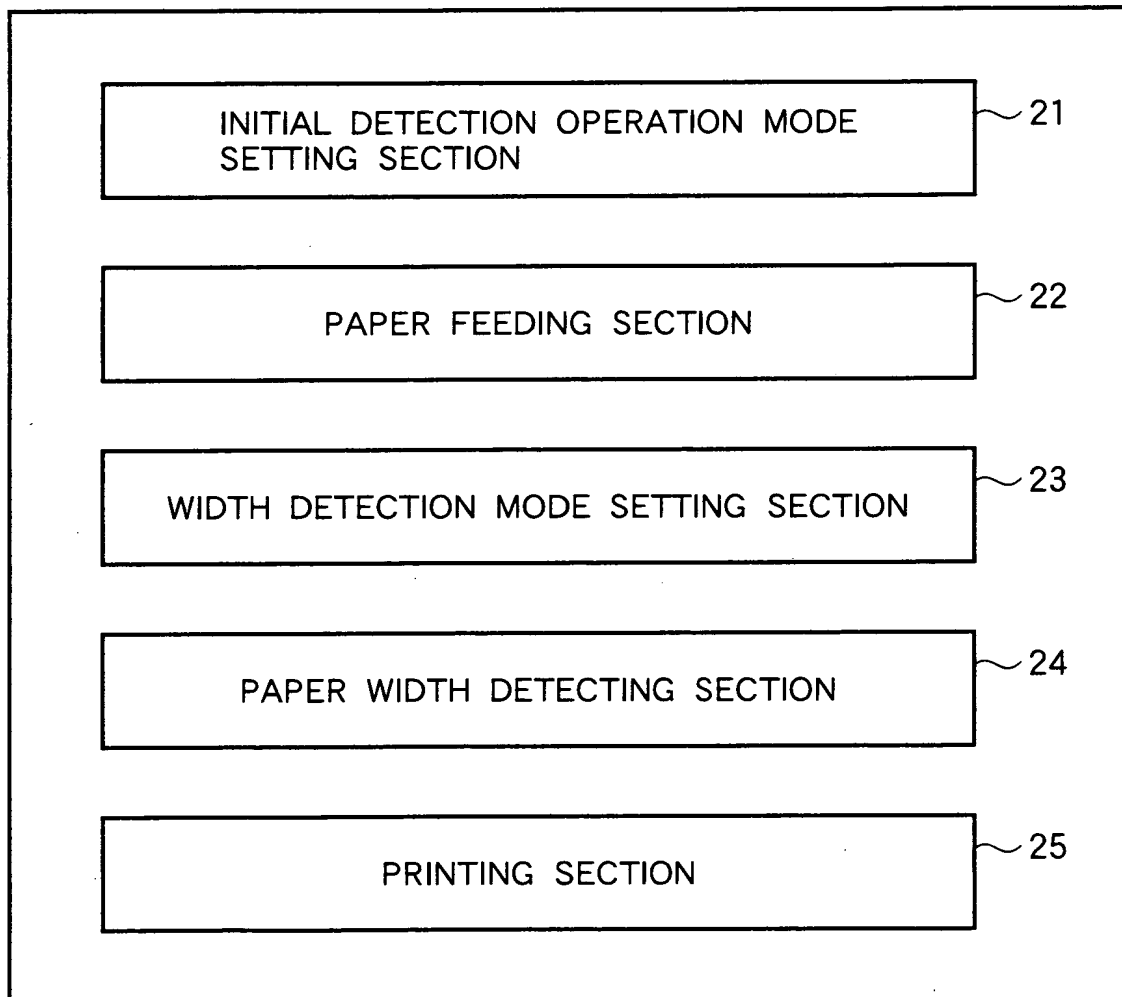 INITIAL DETECTION OPERATION MODE
SETTING SECTION
21
PAPER FEEDING SECTION
22
WIDTH DETECTION MODE SETTING SECTION
23
PAPER WIDTH DETECTING SECTION
24
PRINTING SECTION
25